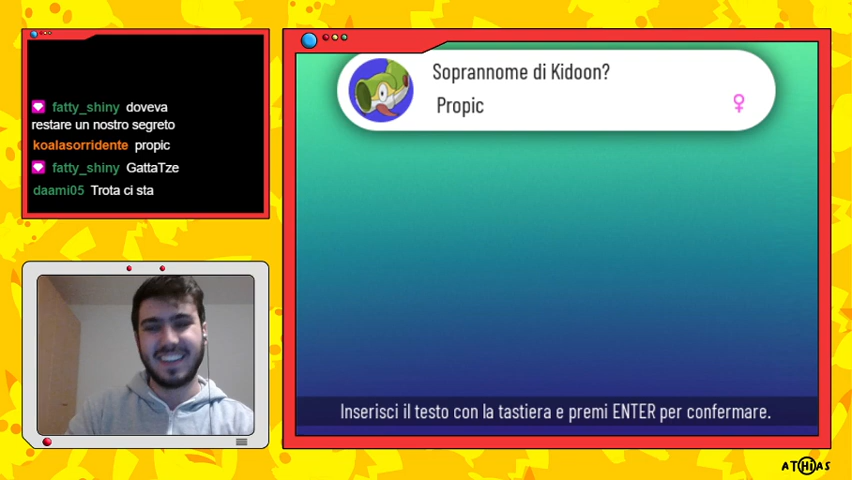 fatty_shiny doveva
restare un nostro segreto
koalasorridente propic
fatty_shiny GattaTze
daami05 Trota ci sta
Soprannome di Kidoon?
Propic
♀
Inserisci il testo con la tastiera e premi ENTER per confermare.
ATHIAS